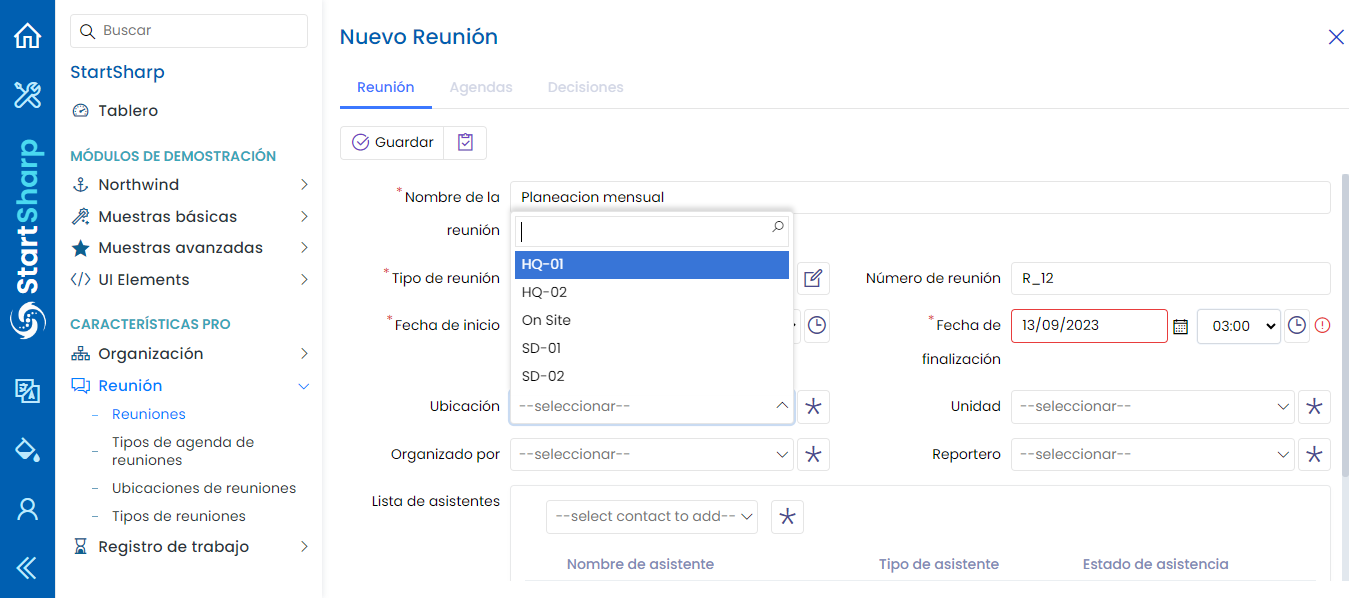 StartSharp
Buscar
StartSharp
Tablero
MÓDULOS DE DEMOSTRACIÓN
Northwind
Muestras básicas
Muestras avanzadas
UI Elements
CARACTERÍSTICAS PRO
Organización
Reunión
Reuniones
Tipos de agenda de
reuniones
Ubicaciones de reuniones
Tipos de reuniones
Registro de trabajo
Nuevo Reunión
Reunión Agendas Decisiones
Guardar
*Nombre de la
reunión
Planeacion mensual
HQ-01
HQ-02
On Site
SD-01
SD-02
*Tipo de reunión
Número de reunión R_12
*Fecha de inicio
*Fecha de
finalización
13/09/2023 03:00
Ubicación --seleccionar--
Unidad --seleccionar--
Organizado por --seleccionar--
Reportero --seleccionar--
Lista de asistentes
--select contact to add--
Nombre de asistente Tipo de asistente Estado de asistencia